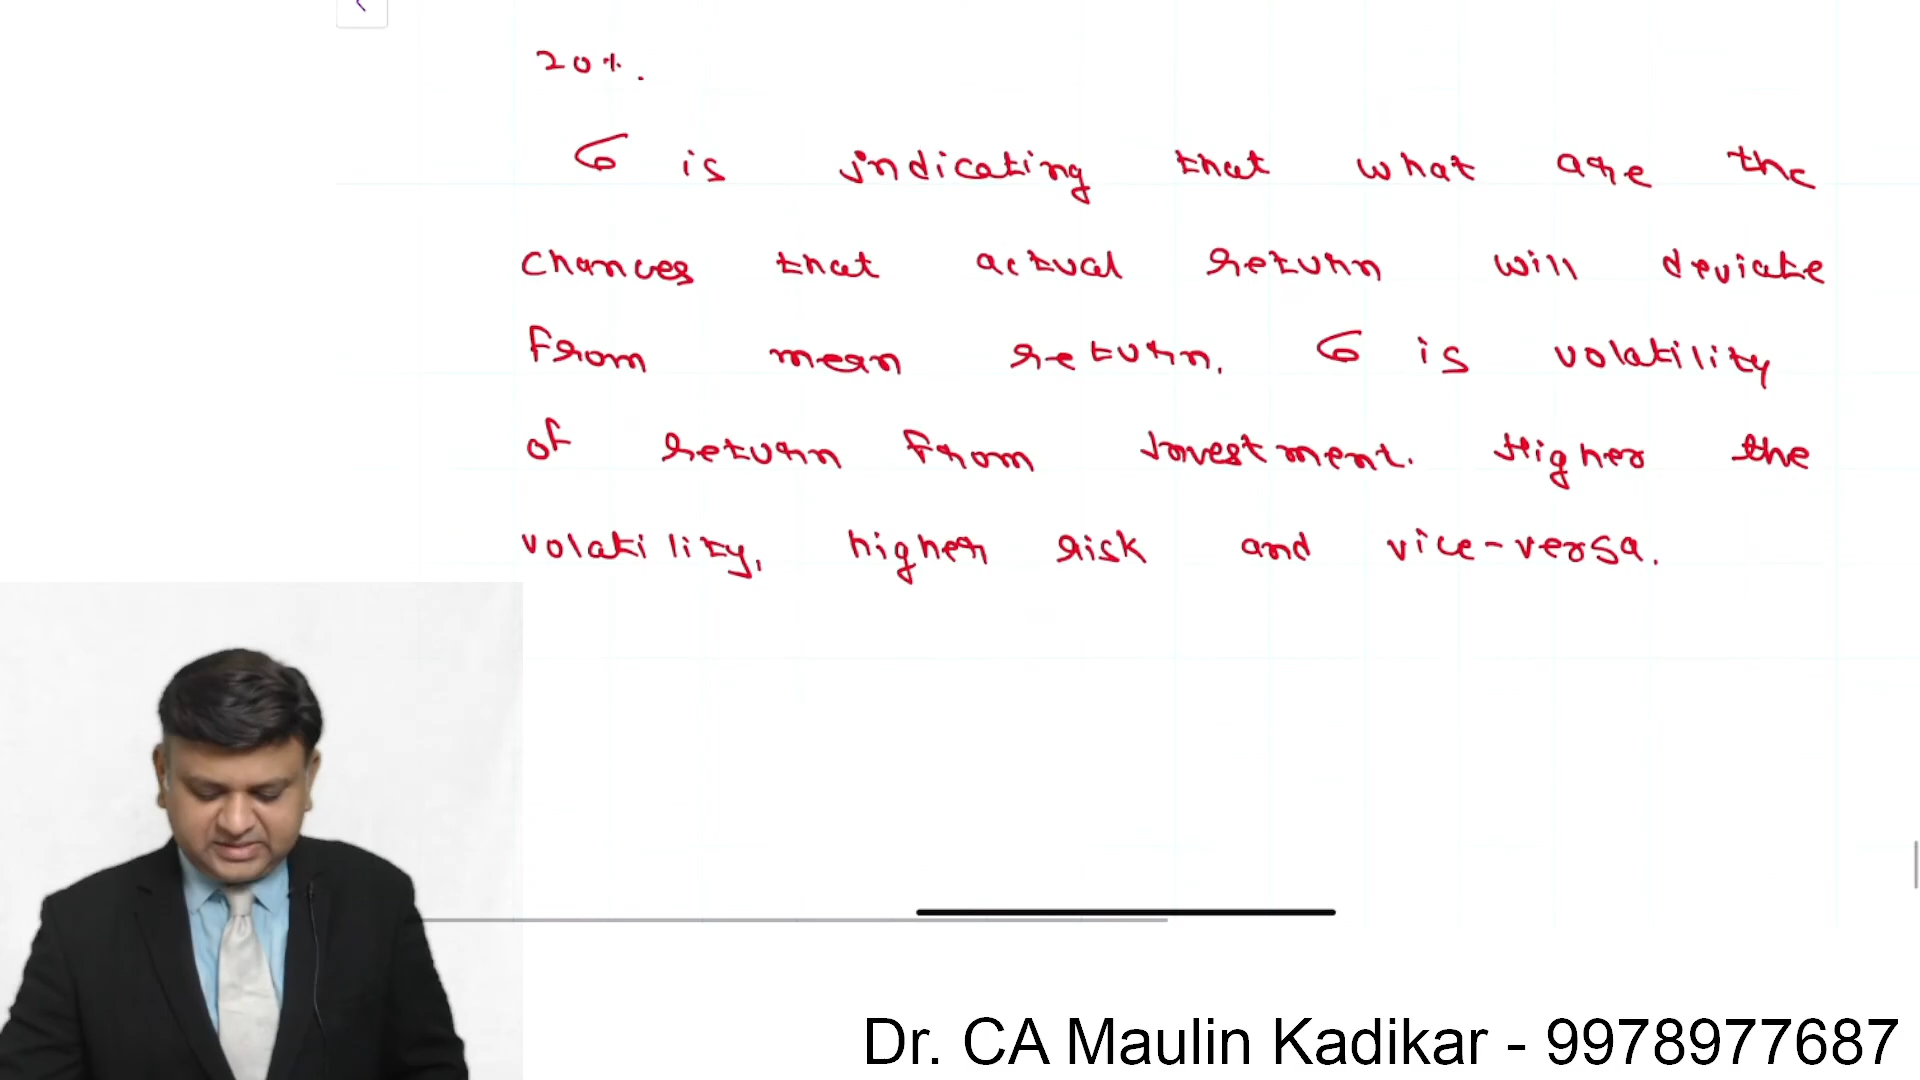 20%.
σ is indicating that what are the
chances that actual return will deviate
from mean return. σ is volatility
of return from Investment. Higher the
volatility, higher risk and vice-versa.
Dr. CA Maulin Kadikar - 9978977687